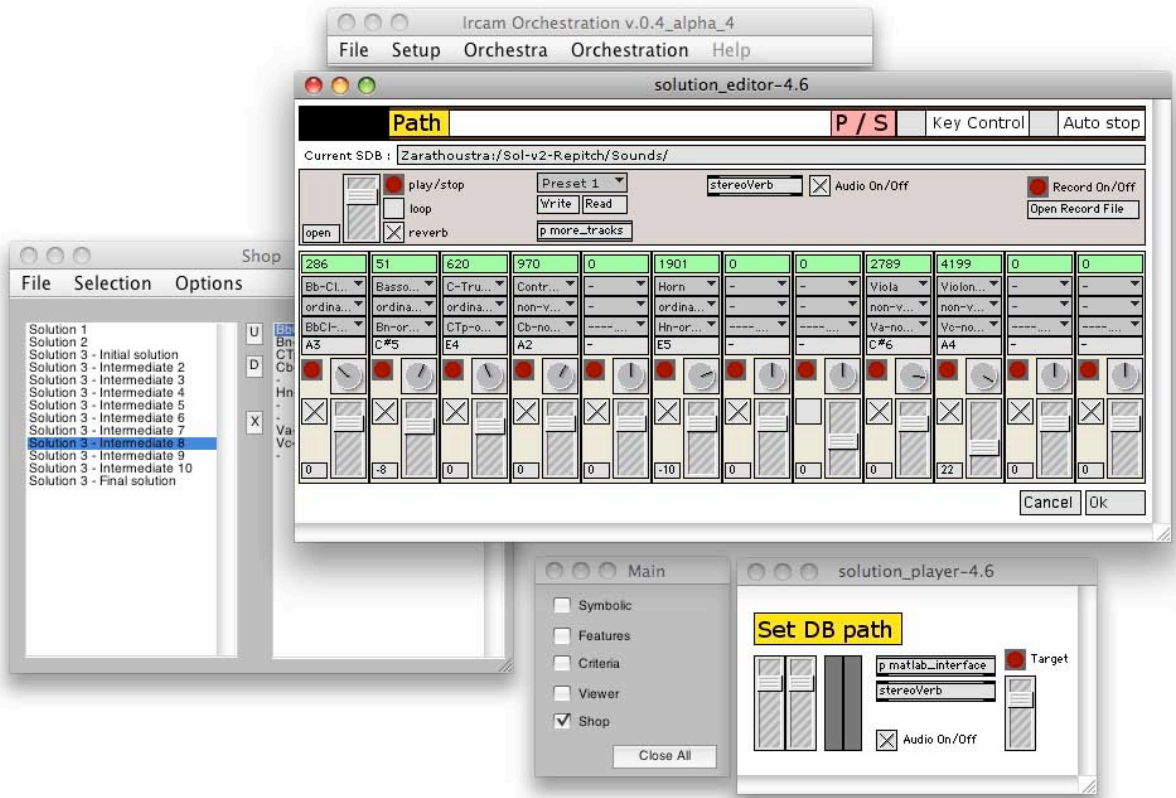 Ircam Orchestration v.0.4_alpha_4
File Setup Orchestra Orchestration Help
solution_editor-4.6
Path P / S Key Control Auto stop
Current SDB : Zarathoustra:/Sol-v2-Repitch/Sounds/
play/stop Preset 1 stereoVerb Audio On/Off Record On/Off
loop Write Read Open Record File
open reverb p more_tracks
286 51 620 970 0 1901 0 0 2789 4199 0 0
Bb-Cl... Basso... C-Tru... Contr... - Horn - - Viola Violon... - -
ordina... ordina... ordina... non-v... - ordina... - - non-v... non-v... - -
BbCl-... Bn-or... CTp-o... Cb-no... ----.... Hn-or... ----.... ----.... Va-no... Vc-no... ----.... ----....
A3 C#5 E4 A2 - E5 - - C#6 A4 - -
0 -8 0 0 0 -10 0 0 0 22 0 0
Cancel Ok
Shop
File Selection Options
Solution 1
Solution 2
Solution 3 - Initial solution
Solution 3 - Intermediate 2
Solution 3 - Intermediate 3
Solution 3 - Intermediate 4
Solution 3 - Intermediate 5
Solution 3 - Intermediate 6
Solution 3 - Intermediate 7
Solution 3 - Intermediate 8
Solution 3 - Intermediate 9
Solution 3 - Intermediate 10
Solution 3 - Final solution
U
D
X
Bn-
CT
Cb
-
Hn
-
-
Va-
Vc-
-
Main
Symbolic
Features
Criteria
Viewer
Shop
Close All
solution_player-4.6
Set DB path
p matlab_interface Target
stereoVerb
Audio On/Off